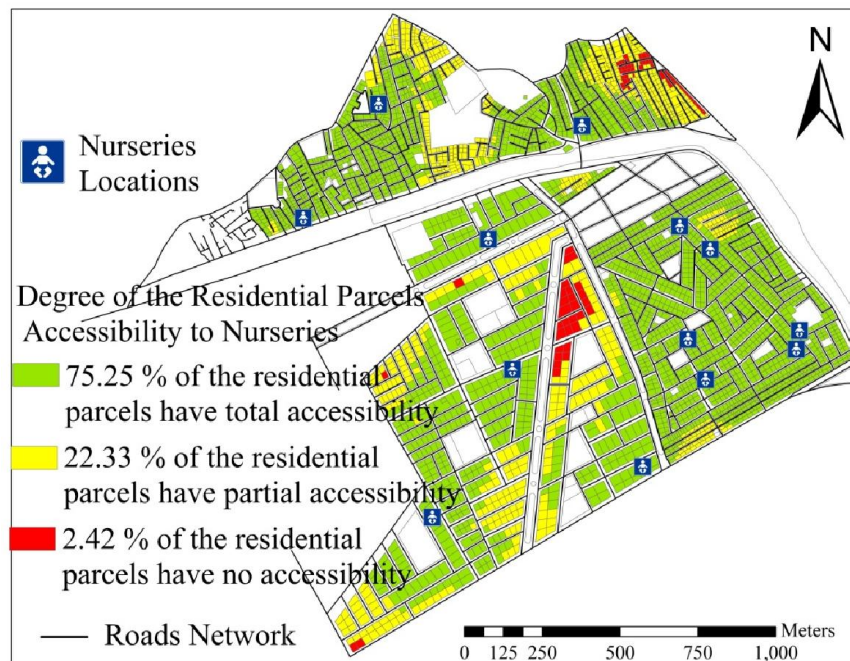 N
Nurseries
Locations
Degree of the Residential Parcels
Accessibility to Nurseries
75.25 % of the residential
parcels have total accessibility
22.33 % of the residential
parcels have partial accessibility
2.42 % of the residential
parcels have no accessibility
Roads Network
Meters
0 125 250 500 750 1,000